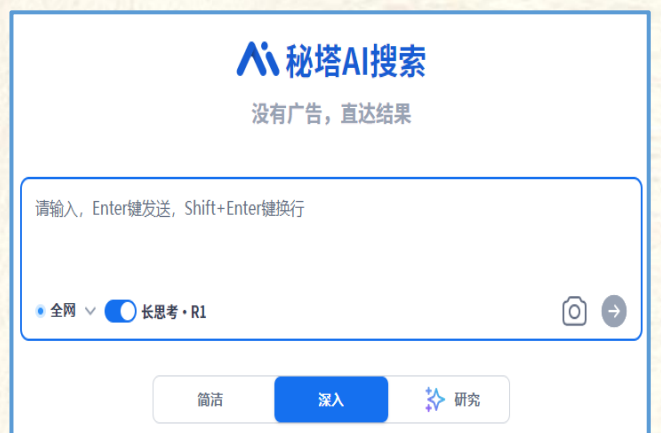 秘塔AI搜索
没有广告，直达结果
请输入，Enter键发送，Shift+Enter键换行
全网 长思考·R1
简洁 深入 研究